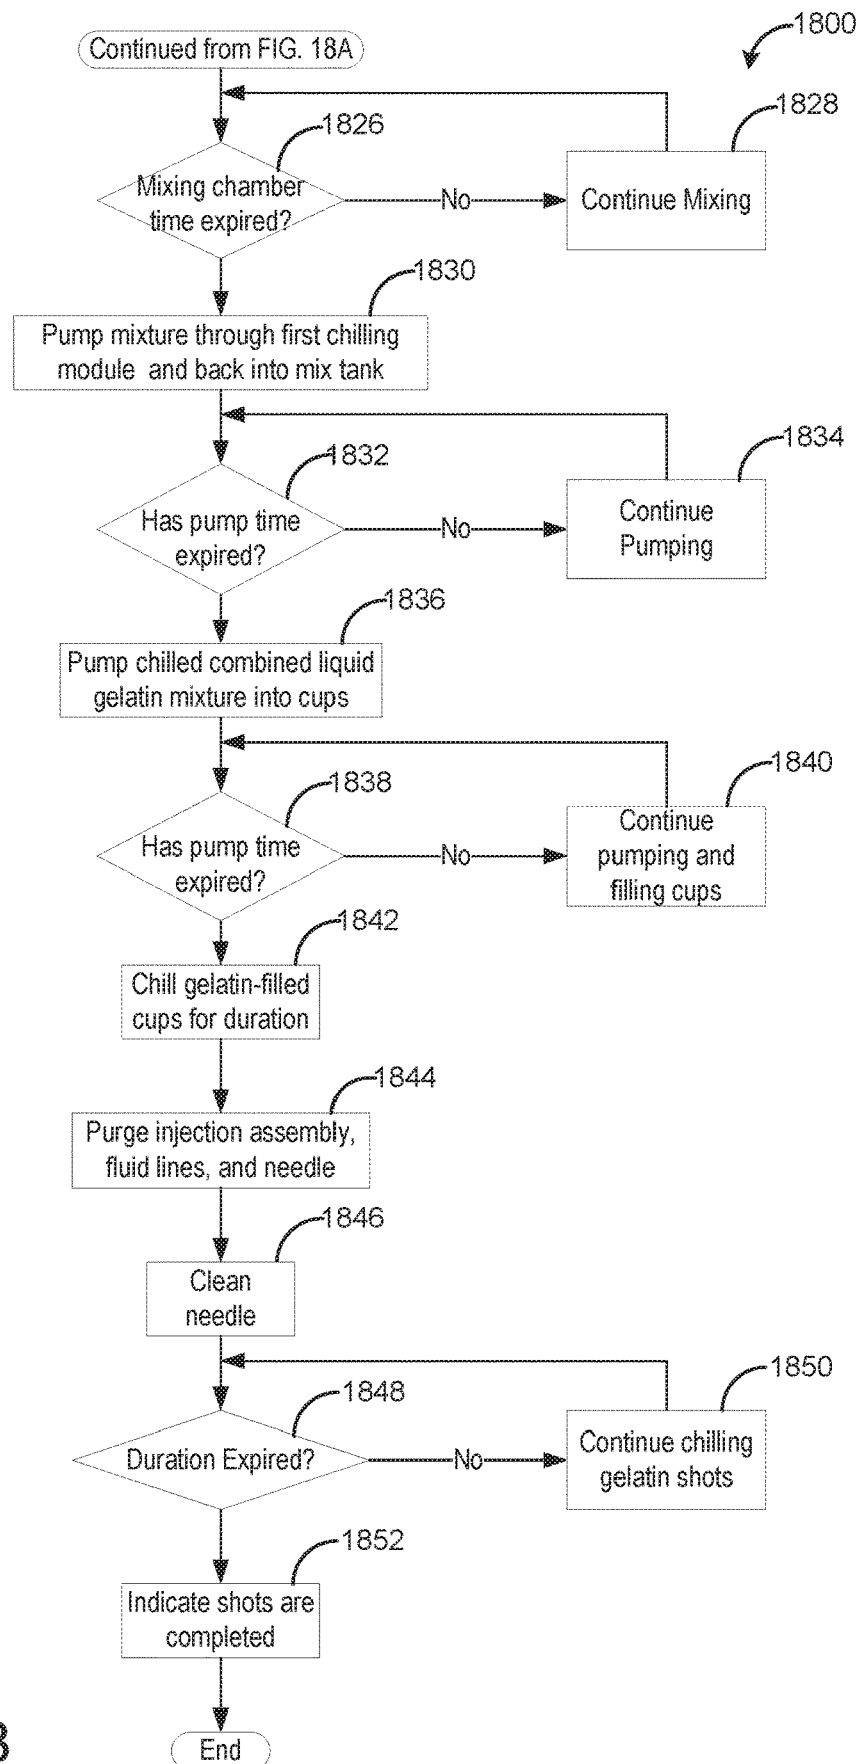 1800
Continued from FIG. 18A
1826
1828
Mixing chamber
time expired?
No
Continue Mixing
1830
Pump mixture through first chilling
module and back into mix tank
1832
1834
Has pump time
expired?
No
Continue
Pumping
1836
Pump chilled combined liquid
gelatin mixture into cups
1838
1840
Has pump time
expired?
No
Continue
pumping and
filling cups
1842
Chill gelatin-filled
cups for duration
1844
Purge injection assembly,
fluid lines, and needle
1846
Clean
needle
1848
1850
Duration Expired?
No
Continue chilling
gelatin shots
1852
Indicate shots are
completed
End